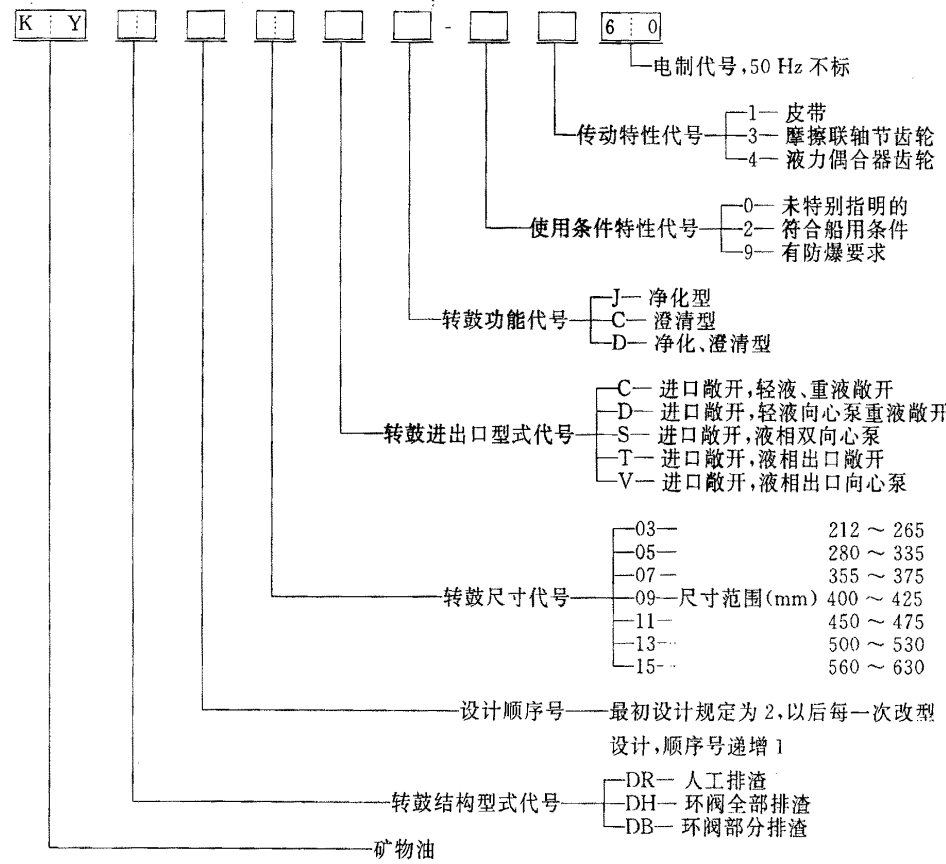 K Y - 6 0
电制代号,50 Hz 不标
1— 皮带
传动特性代号 3— 摩擦联轴节齿轮
4— 液力偶合器齿轮
0— 未特别指明的
使用条件特性代号 2— 符合船用条件
9— 有防爆要求
J— 净化型
转鼓功能代号 C— 澄清型
D— 净化、澄清型
C— 进口敞开,轻液、重液敞开
D— 进口敞开,轻液向心泵重液敞开
转鼓进出口型式代号 S— 进口敞开,液相双向心泵
T— 进口敞开,液相出口敞开
V— 进口敞开,液相出口向心泵
03— 212 ~ 265
05— 280 ~ 335
07— 355 ~ 375
转鼓尺寸代号 09—尺寸范围(mm) 400 ~ 425
11— 450 ~ 475
13— 500 ~ 530
15— 560 ~ 630
设计顺序号 最初设计规定为 2,以后每一次改型
设计,顺序号递增 1
DR— 人工排渣
转鼓结构型式代号 DH— 环阀全部排渣
DB— 环阀部分排渣
矿物油